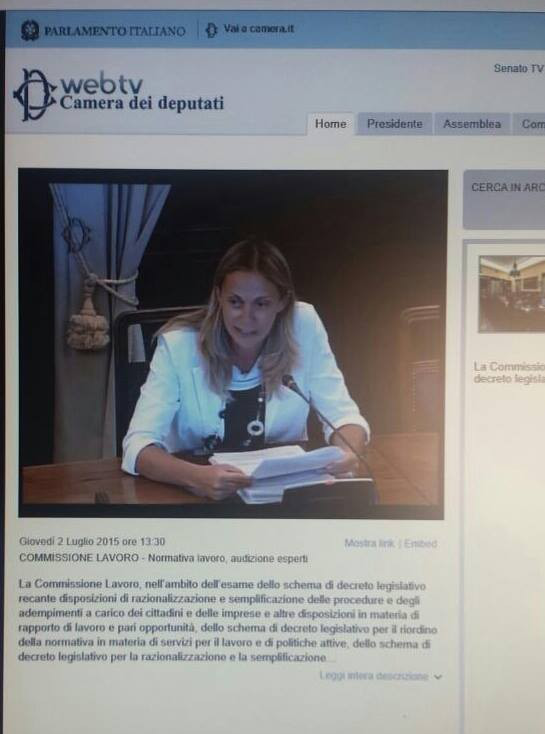 PARLAMENTO ITALIANO
Vai a camera.it
webtv
Camera dei deputati
Senato TV
Home
Presidente
Assemblea
Com
CERCA IN ARC
La Commissio
decreto legisla
Giovedì 2 Luglio 2015 ore 13:30
Mostra link | Embed
COMMISSIONE LAVORO - Normativa lavoro, audizione esperti
La Commissione Lavoro, nell'ambito dell'esame dello schema di decreto legislativo
recante disposizioni di razionalizzazione e semplificazione delle procedure e degli
adempimenti a carico dei cittadini e delle imprese e altre disposizioni in materia di
rapporto di lavoro e pari opportunità, dello schema di decreto legislativo per il riordino
della normativa in materia di servizi per il lavoro e di politiche attive, dello schema di
decreto legislativo per la razionalizzazione e la semplificazione...
Leggi intera descrizione